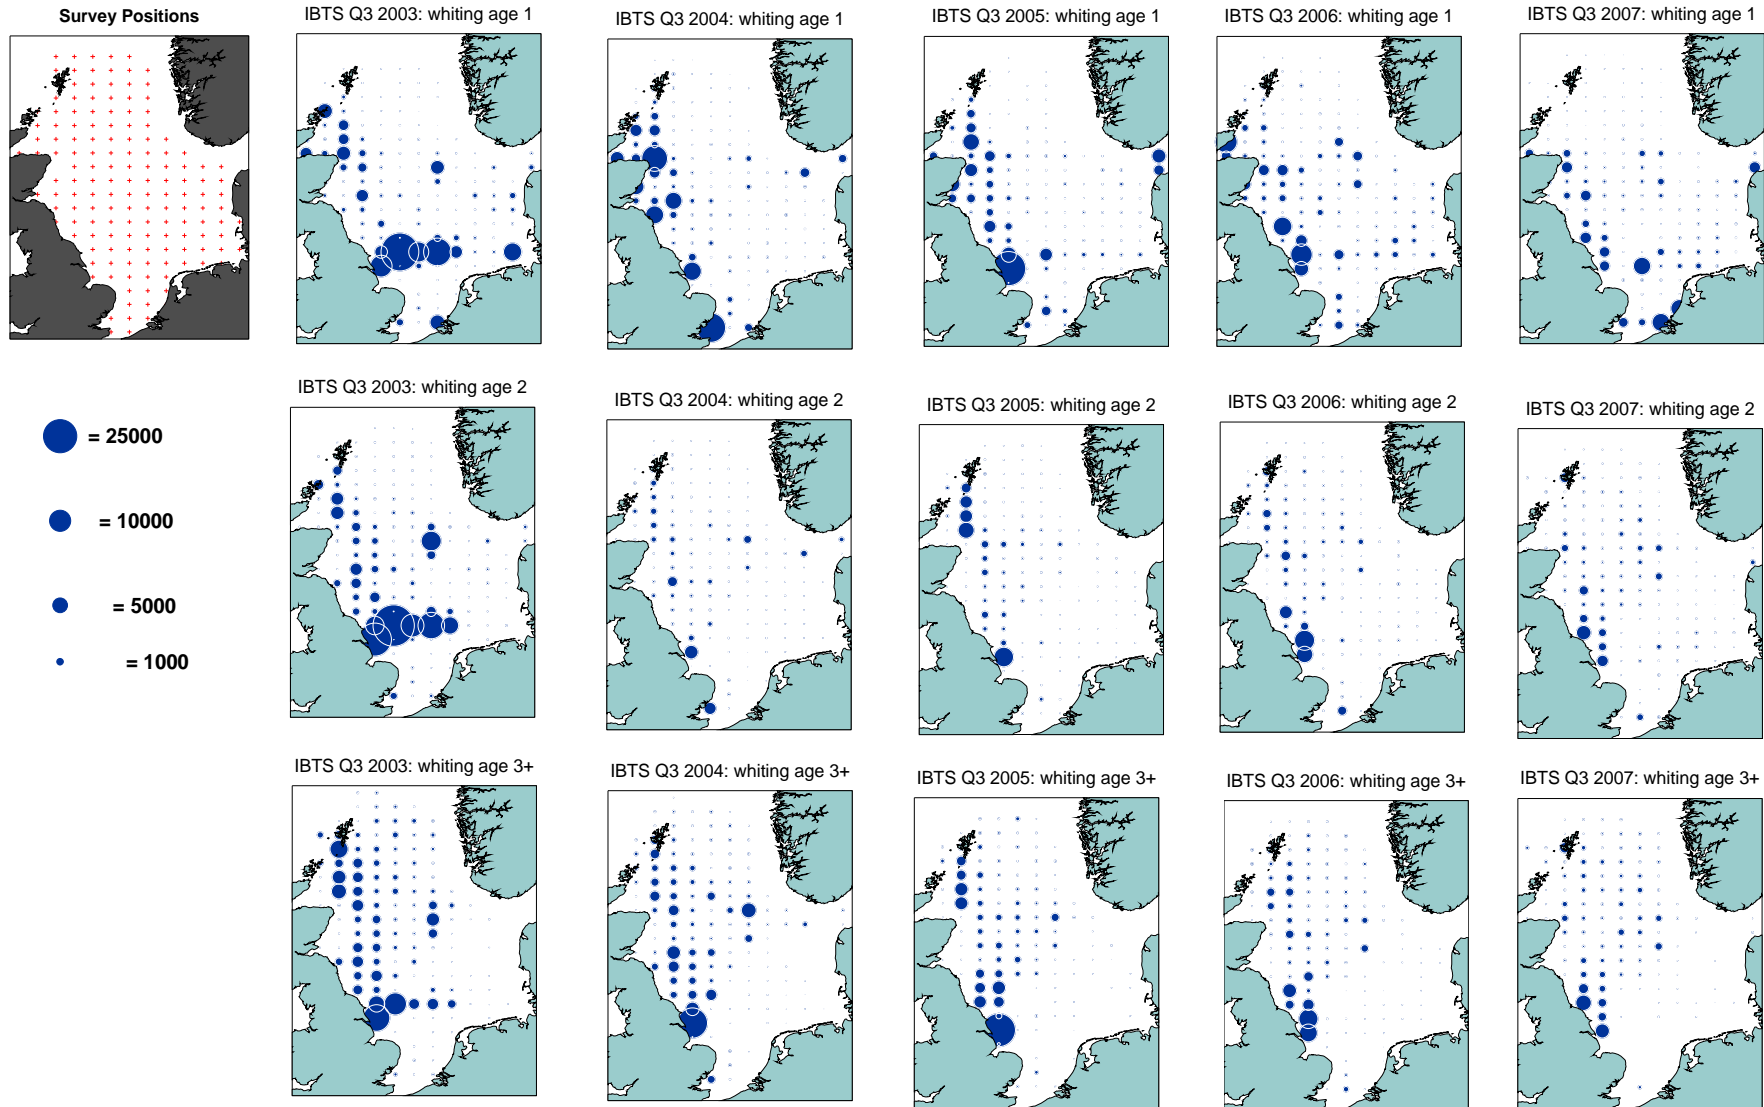 Survey Positions
IBTS Q3 2003: whiting age 1
IBTS Q3 2004: whiting age 1
IBTS Q3 2005: whiting age 1
IBTS Q3 2006: whiting age 1
IBTS Q3 2007: whiting age 1
= 25000
= 10000
= 5000
= 1000
IBTS Q3 2003: whiting age 2
IBTS Q3 2004: whiting age 2
IBTS Q3 2005: whiting age 2
IBTS Q3 2006: whiting age 2
IBTS Q3 2007: whiting age 2
IBTS Q3 2003: whiting age 3+
IBTS Q3 2004: whiting age 3+
IBTS Q3 2005: whiting age 3+
IBTS Q3 2006: whiting age 3+
IBTS Q3 2007: whiting age 3+